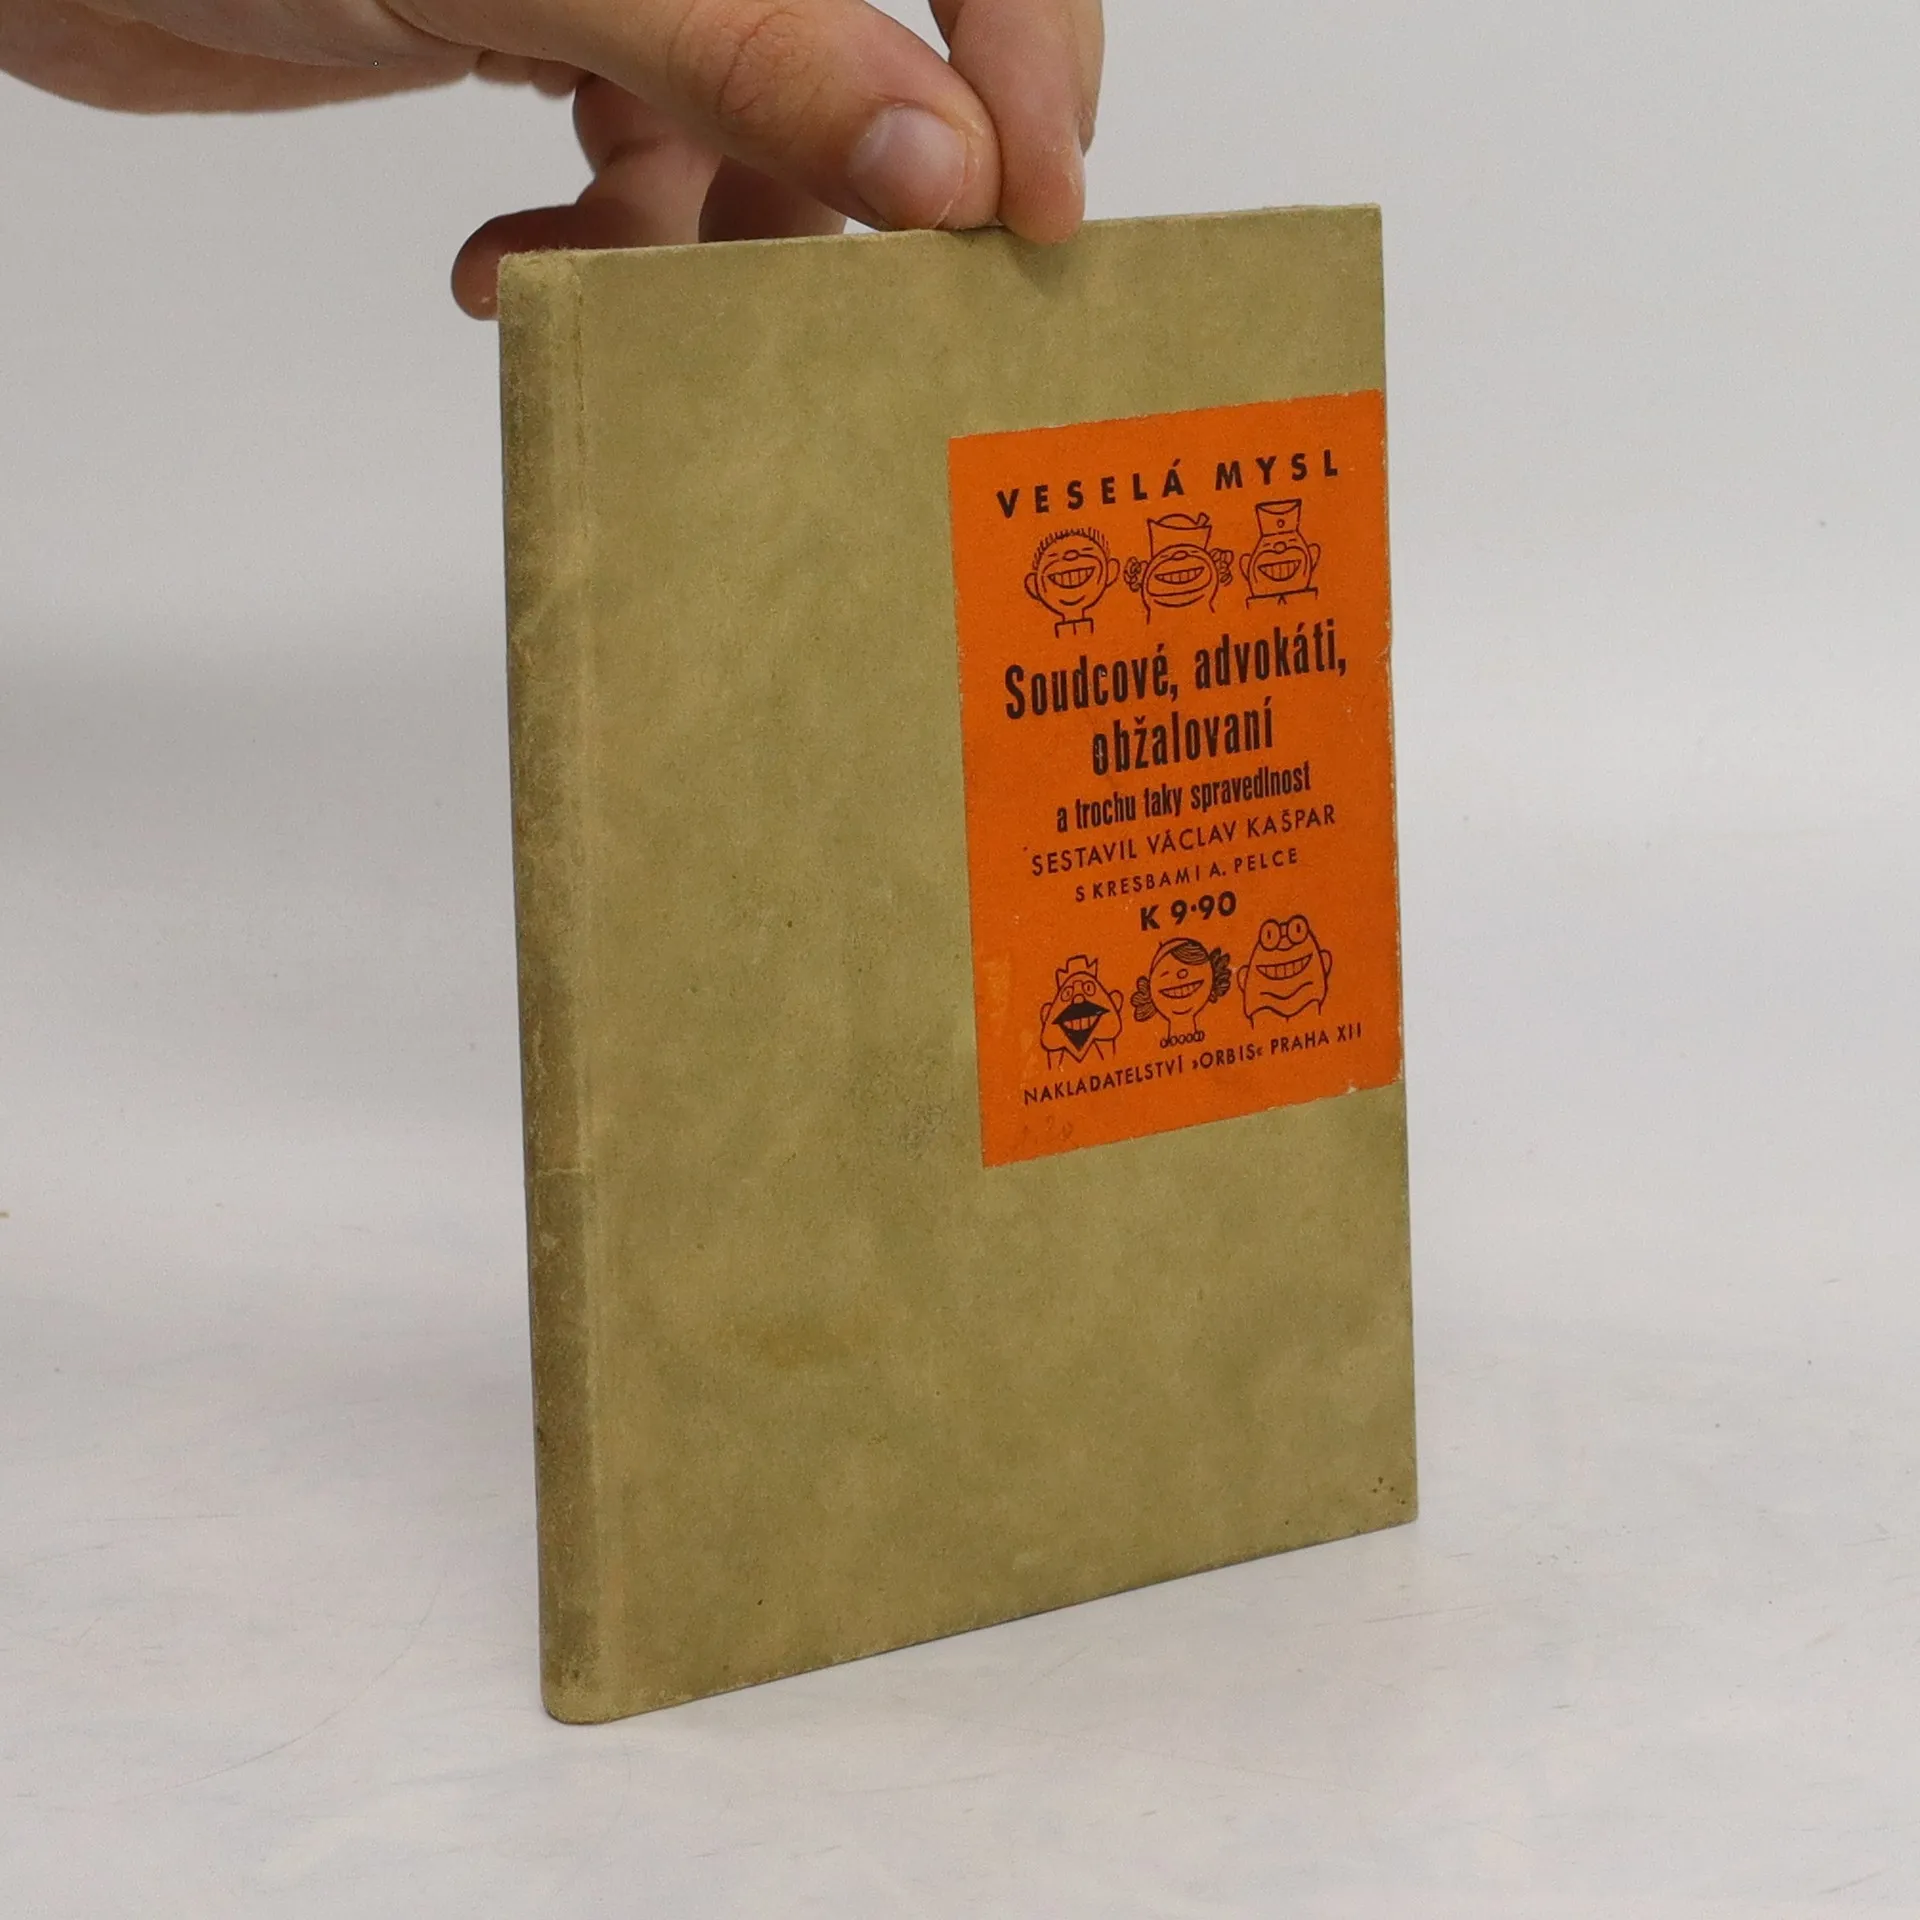 VESELÁ MYSL
Soudcové, advokáti,
obžalovaní
a trochu taky spravedlnost
SESTAVIL VÁCLAV KAŠPAR
S KRESBAMI A. PELCE
K 9·90
NAKLADATELSTVÍ »ORBIS« PRAHA XII